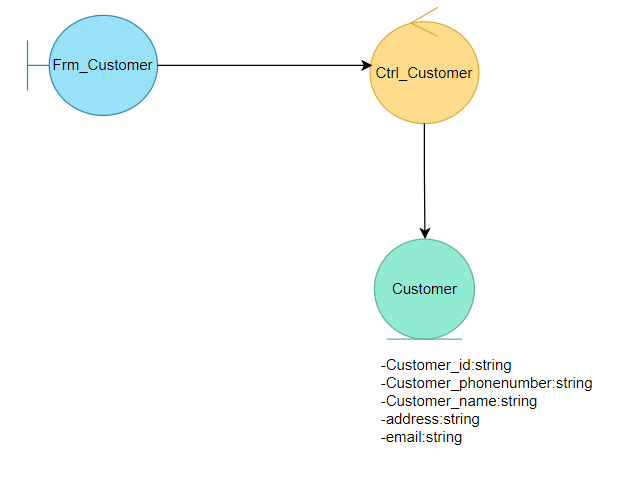 Frm_Customer
Ctrl_Customer
Customer
-Customer_id:string
-Customer_phonenumber:string
-Customer_name:string
-address:string
-email:string